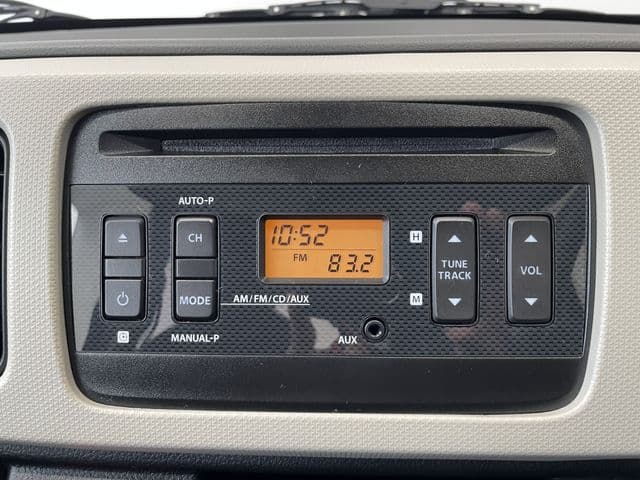 AUTO-P
CH
MODE
MANUAL-P
10:52
FM 83.2
AM/FM/CD/AUX
AUX
H
M
TUNE
TRACK
VOL
C